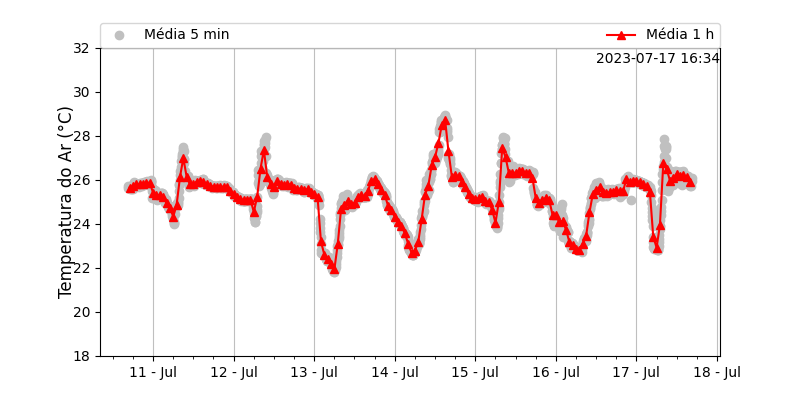 Média 5 min
Média 1 h
2023-07-17 16:34
Temperatura do Ar (°C)
32
30
28
26
24
22
20
18
11 - Jul
12 - Jul
13 - Jul
14 - Jul
15 - Jul
16 - Jul
17 - Jul
18 - Jul